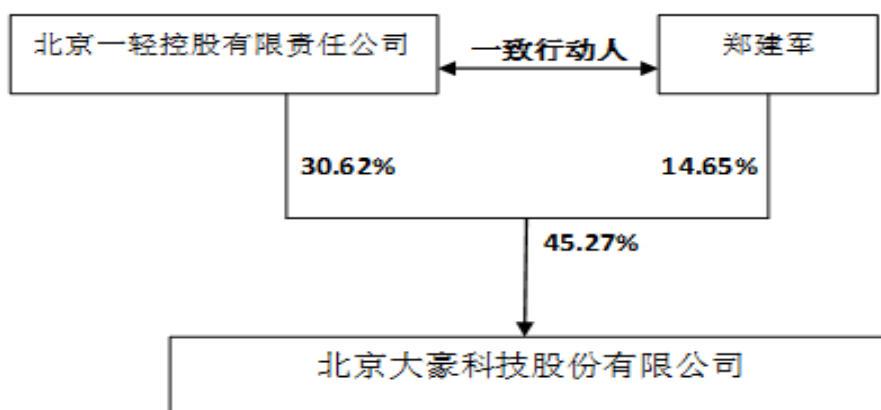 北京一轻控股有限责任公司
一致行动人
郑建军
30.62%
14.65%
45.27%
北京大豪科技股份有限公司